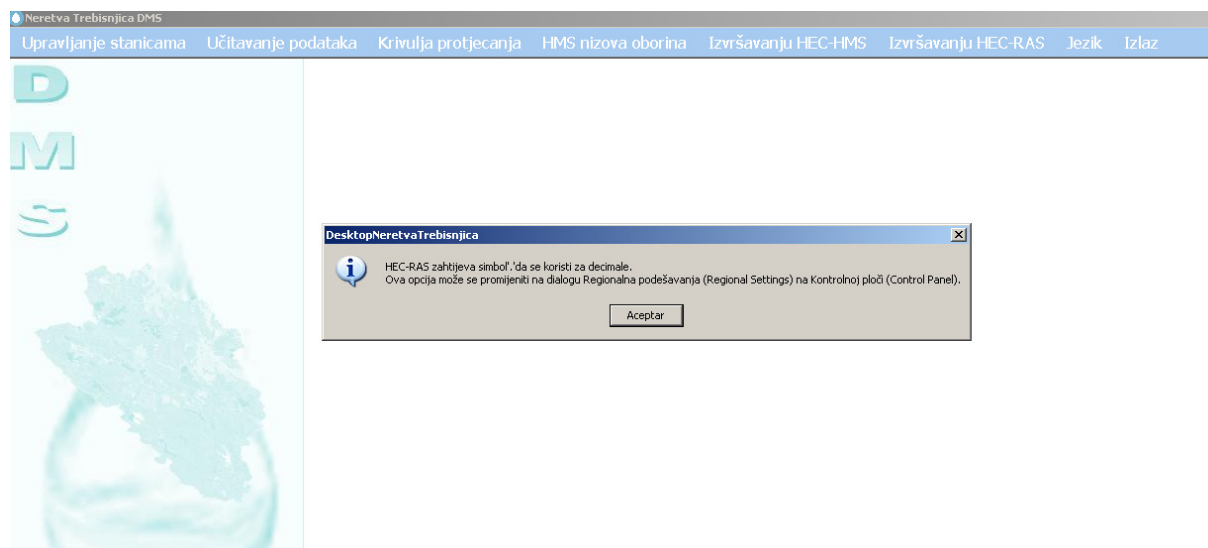 Neretva Trebisnjica DMS
Upravljanje stanicama Učitavanje podataka Krivulja protjecanja HMS nizova oborina Izvršavanju HEC-HMS Izvršavanju HEC-RAS Jezik Izlaz
D
M
S
DesktopNeretvaTrebisnjica
HEC-RAS zahtijeva simbol'.'da se koristi za decimale.
Ova opcija može se promijeniti na dialogu Regionalna podešavanja (Regional Settings) na Kontrolnoj ploči (Control Panel).
Aceptar